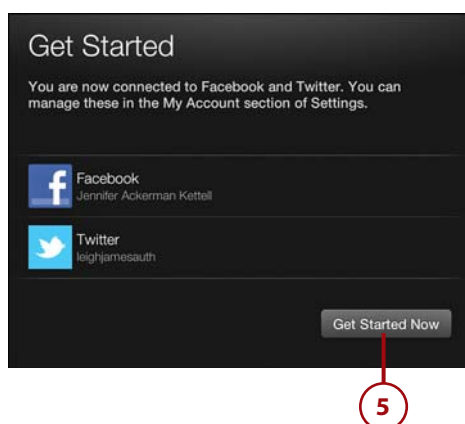 Get Started
You are now connected to Facebook and Twitter. You can
manage these in the My Account section of Settings.
Facebook
Jennifer Ackerman Kettell
Twitter
leighjamesauth
Get Started Now
5